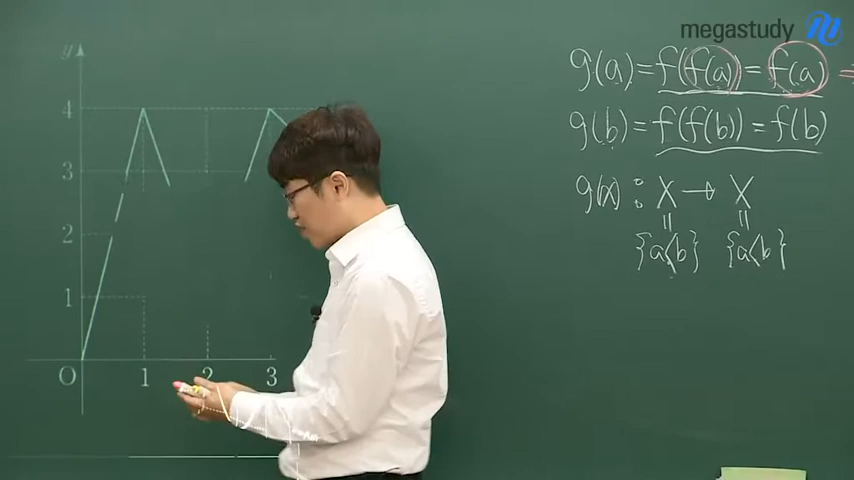 megastudy
g(a)=f(f(a))=f(a) =
g(b)=f(f(b))=f(b)
g(x) : X → X
{a<b} {a<b}
y
4
3
2
1
O 1 2 3